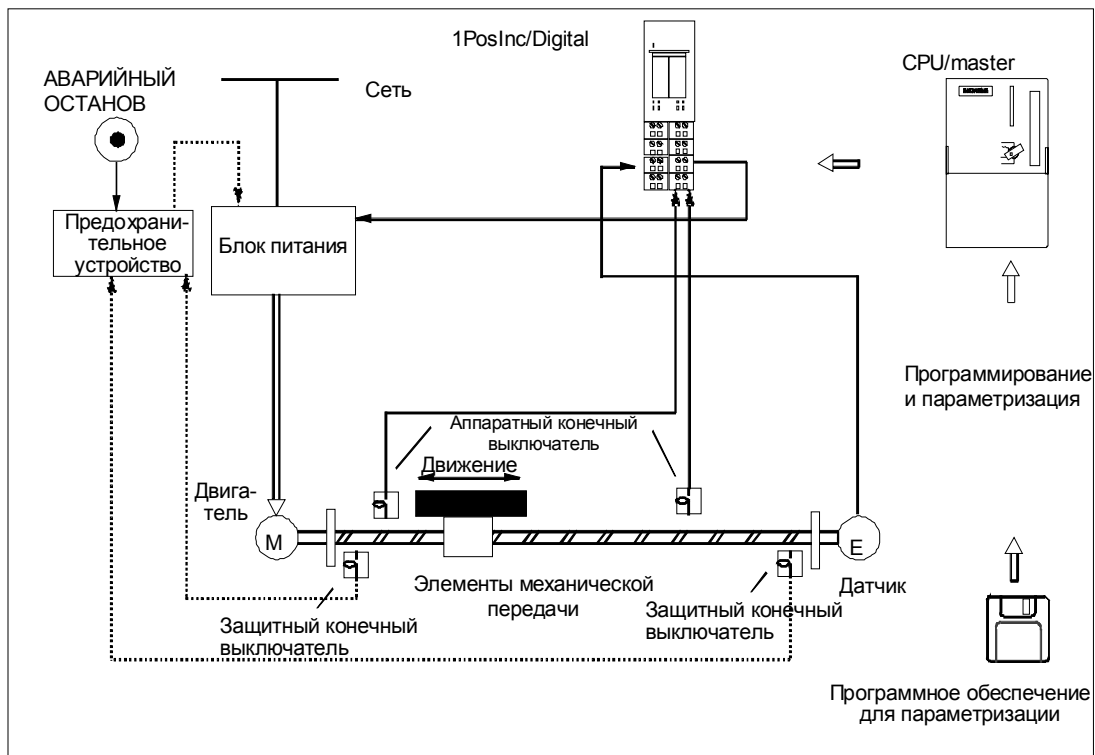 1PosInc/Digital
CPU/master
SIEMENS
АВАРИЙНЫЙ
ОСТАНОВ
Сеть
Предохрани-
тельное
устройство
Блок питания
Программирование
и параметризация
Аппаратный конечный
выключатель
Движение
Двига-
тель
M
E
Элементы механической
передачи
Датчик
Защитный конечный
выключатель
Защитный конечный
выключатель
Программное обеспечение
для параметризации